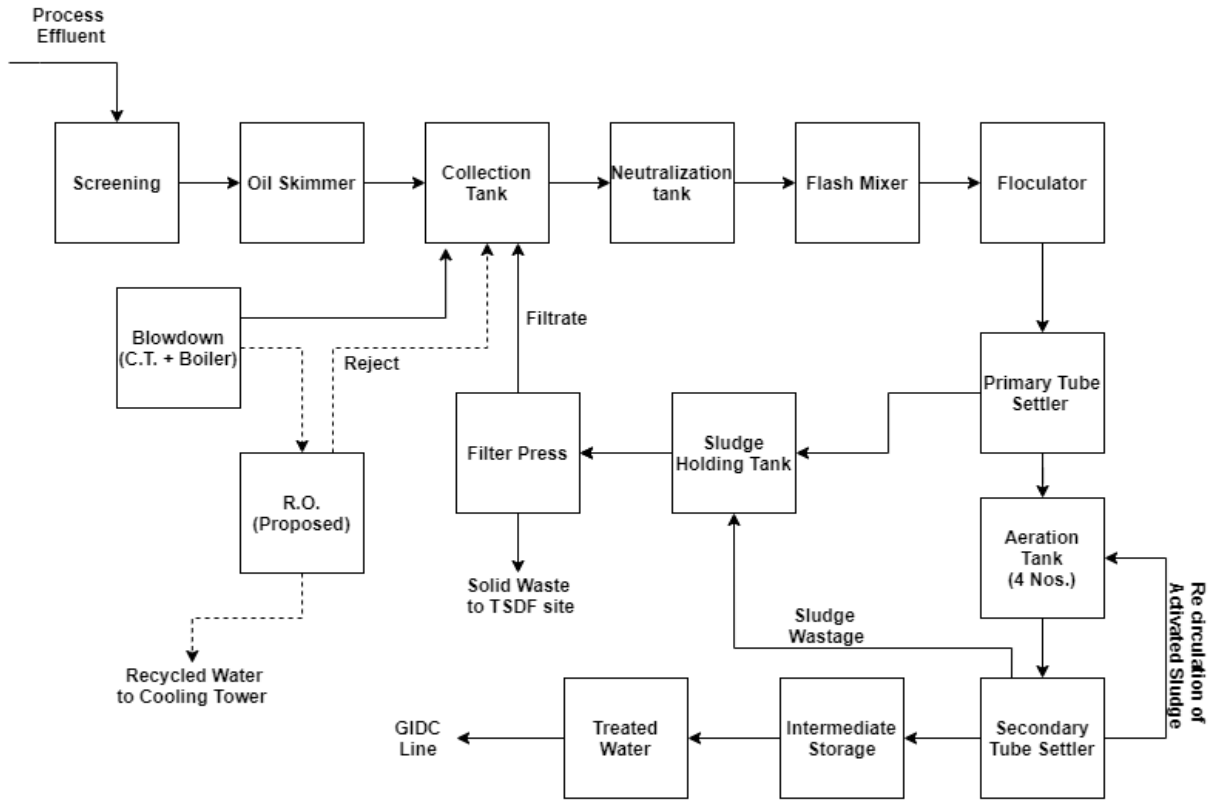 Process
Effluent
Screening
Oil Skimmer
Collection
Tank
Neutralization
tank
Flash Mixer
Floculator
Blowdown
(C.T. + Boiler)
Reject
Filtrate
Primary Tube
Settler
Filter Press
Sludge
Holding Tank
R.O.
(Proposed)
Aeration
Tank
(4 Nos.)
Solid Waste
to TSDF site
Sludge
Wastage
Re circulation of
Activated Sludge
Recycled Water
to Cooling Tower
GIDC
Line
Treated
Water
Intermediate
Storage
Secondary
Tube Settler